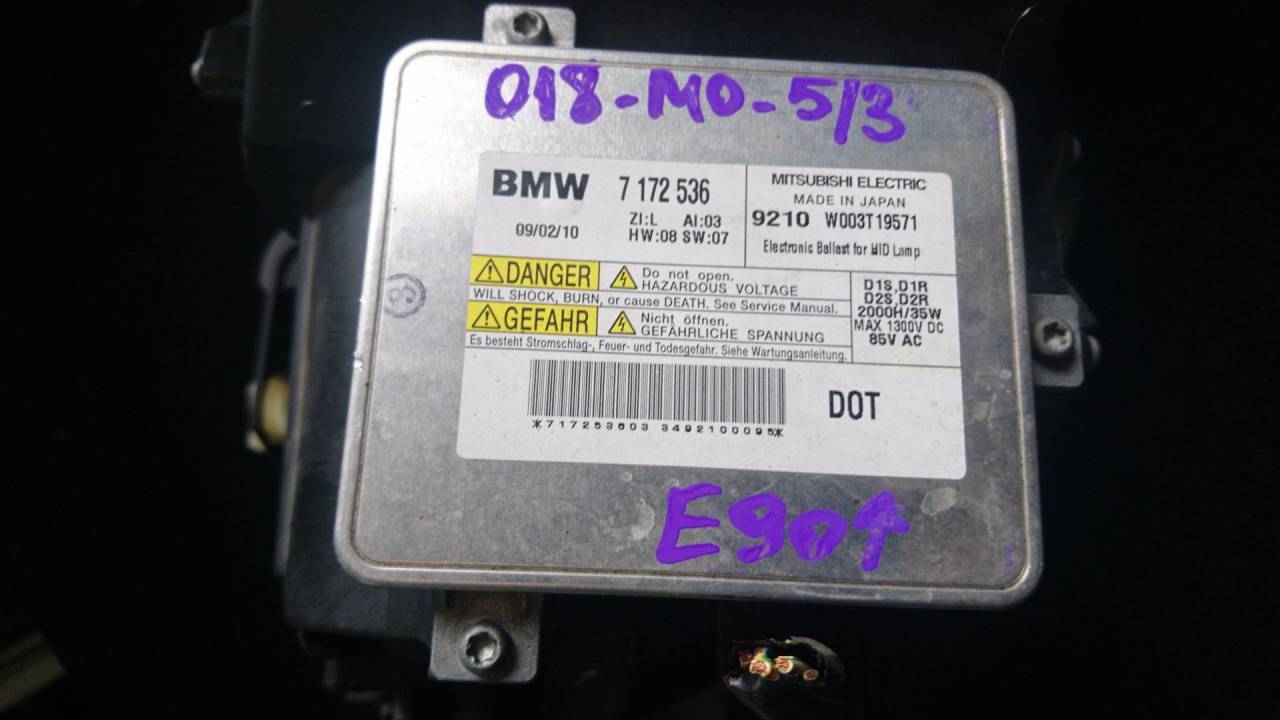 018-MO-5/3
BMW 7 172 536
09/02/10
ZI:L AI:03
HW:08 SW:07
MITSUBISHI ELECTRIC
MADE IN JAPAN
9210 W003T19571
Electronic Ballast for HID Lamp
DANGER
Do not open.
HAZARDOUS VOLTAGE
WILL SHOCK, BURN, or cause DEATH. See Service Manual.
GEFAHR
Nicht öffnen.
GEFÄHRLICHE SPANNUNG
Es besteht Stromschlag-, Feuer- und Todesgefahr. Siehe Wartungsanleitung.
D1S,D1R
D2S,D2R
2000H/35W
MAX 1300V DC
85V AC
*717253603 3492100095*
DOT
E90↑